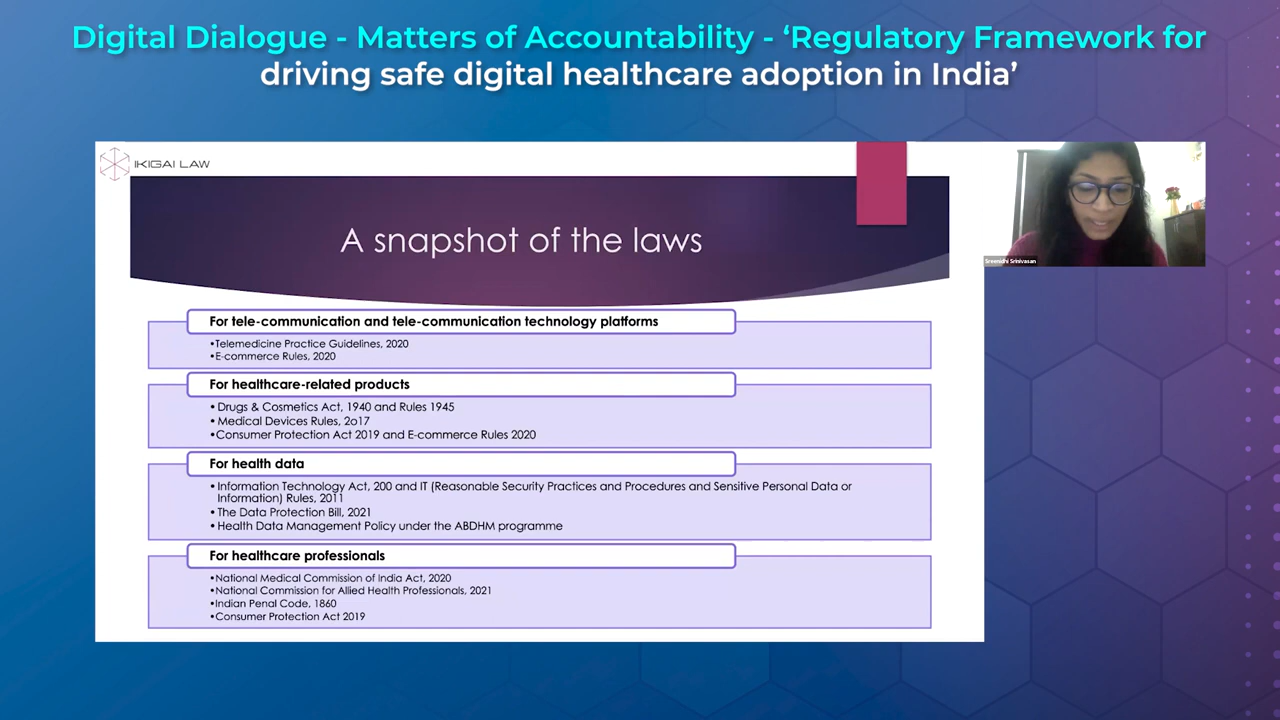 Digital Dialogue - Matters of Accountability - ‘Regulatory Framework for
driving safe digital healthcare adoption in India’
IKIGAI LAW
A snapshot of the laws
Sreenidhi Srinivasan
For tele-communication and tele-communication technology platforms
•Telemedicine Practice Guidelines, 2020
•E-commerce Rules, 2020
For healthcare-related products
• Drugs & Cosmetics Act, 1940 and Rules 1945
• Medical Devices Rules, 2o17
•Consumer Protection Act 2019 and E-commerce Rules 2020
For health data
• Information Technology Act, 200 and IT (Reasonable Security Practices and Procedures and Sensitive Personal Data or
Information) Rules, 2011
• The Data Protection Bill, 2021
• Health Data Management Policy under the ABDHM programme
For healthcare professionals
•National Medical Commission of India Act, 2020
•National Commission for Allied Health Professionals, 2021
•Indian Penal Code, 1860
•Consumer Protection Act 2019